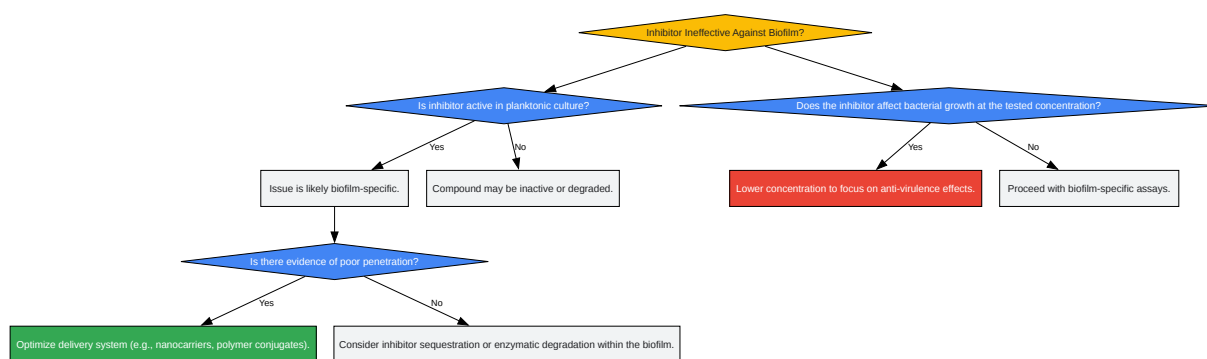 Inhibitor Ineffective Against Biofilm?
Is inhibitor active in planktonic culture?
Does the inhibitor affect bacterial growth at the tested concentration?
Yes
No
Yes
No
Issue is likely biofilm-specific.
Compound may be inactive or degraded.
Lower concentration to focus on anti-virulence effects.
Proceed with biofilm-specific assays.
Is there evidence of poor penetration?
Yes
No
Optimize delivery system (e.g., nanocarriers, polymer conjugates).
Consider inhibitor sequestration or enzymatic degradation within the biofilm.